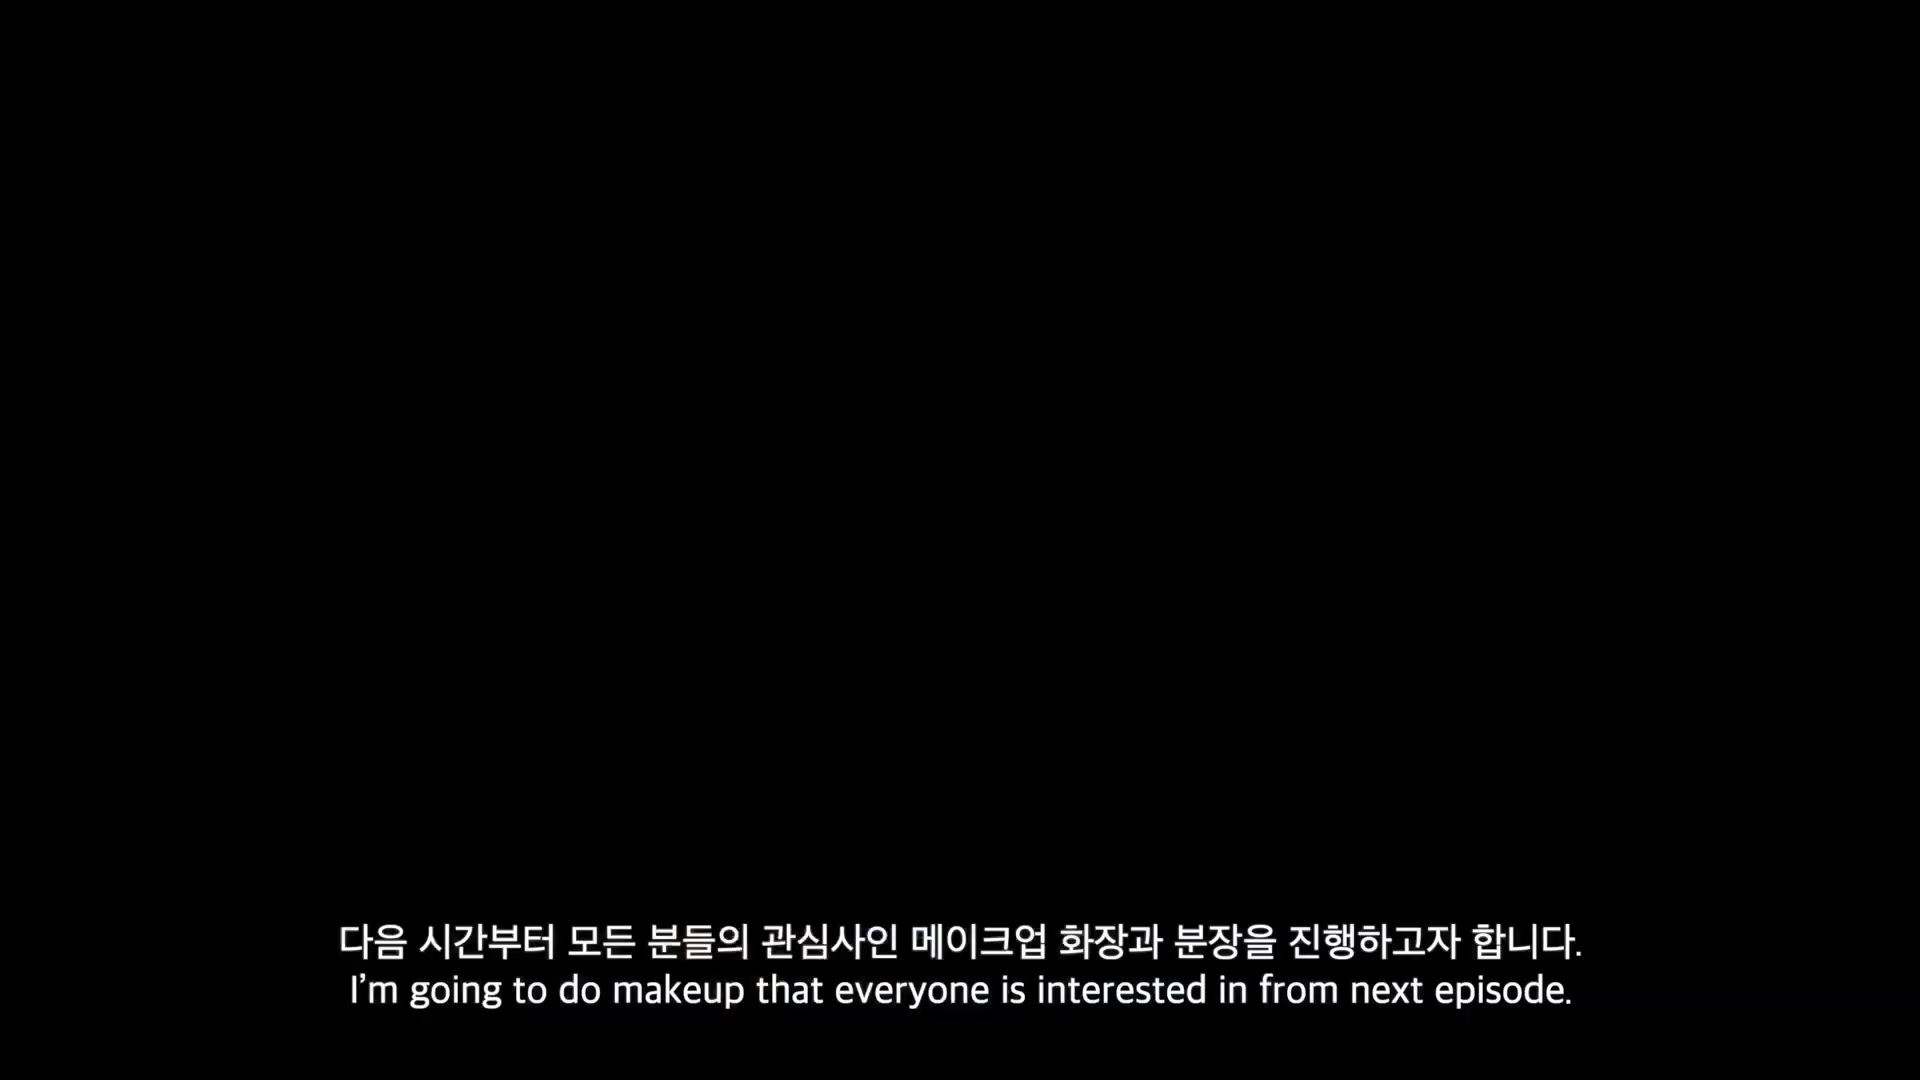 다음 시간부터 모든 분들의 관심사인 메이크업 화장과 분장을 진행하고자 합니다.
I’m going to do makeup that everyone is interested in from next episode.